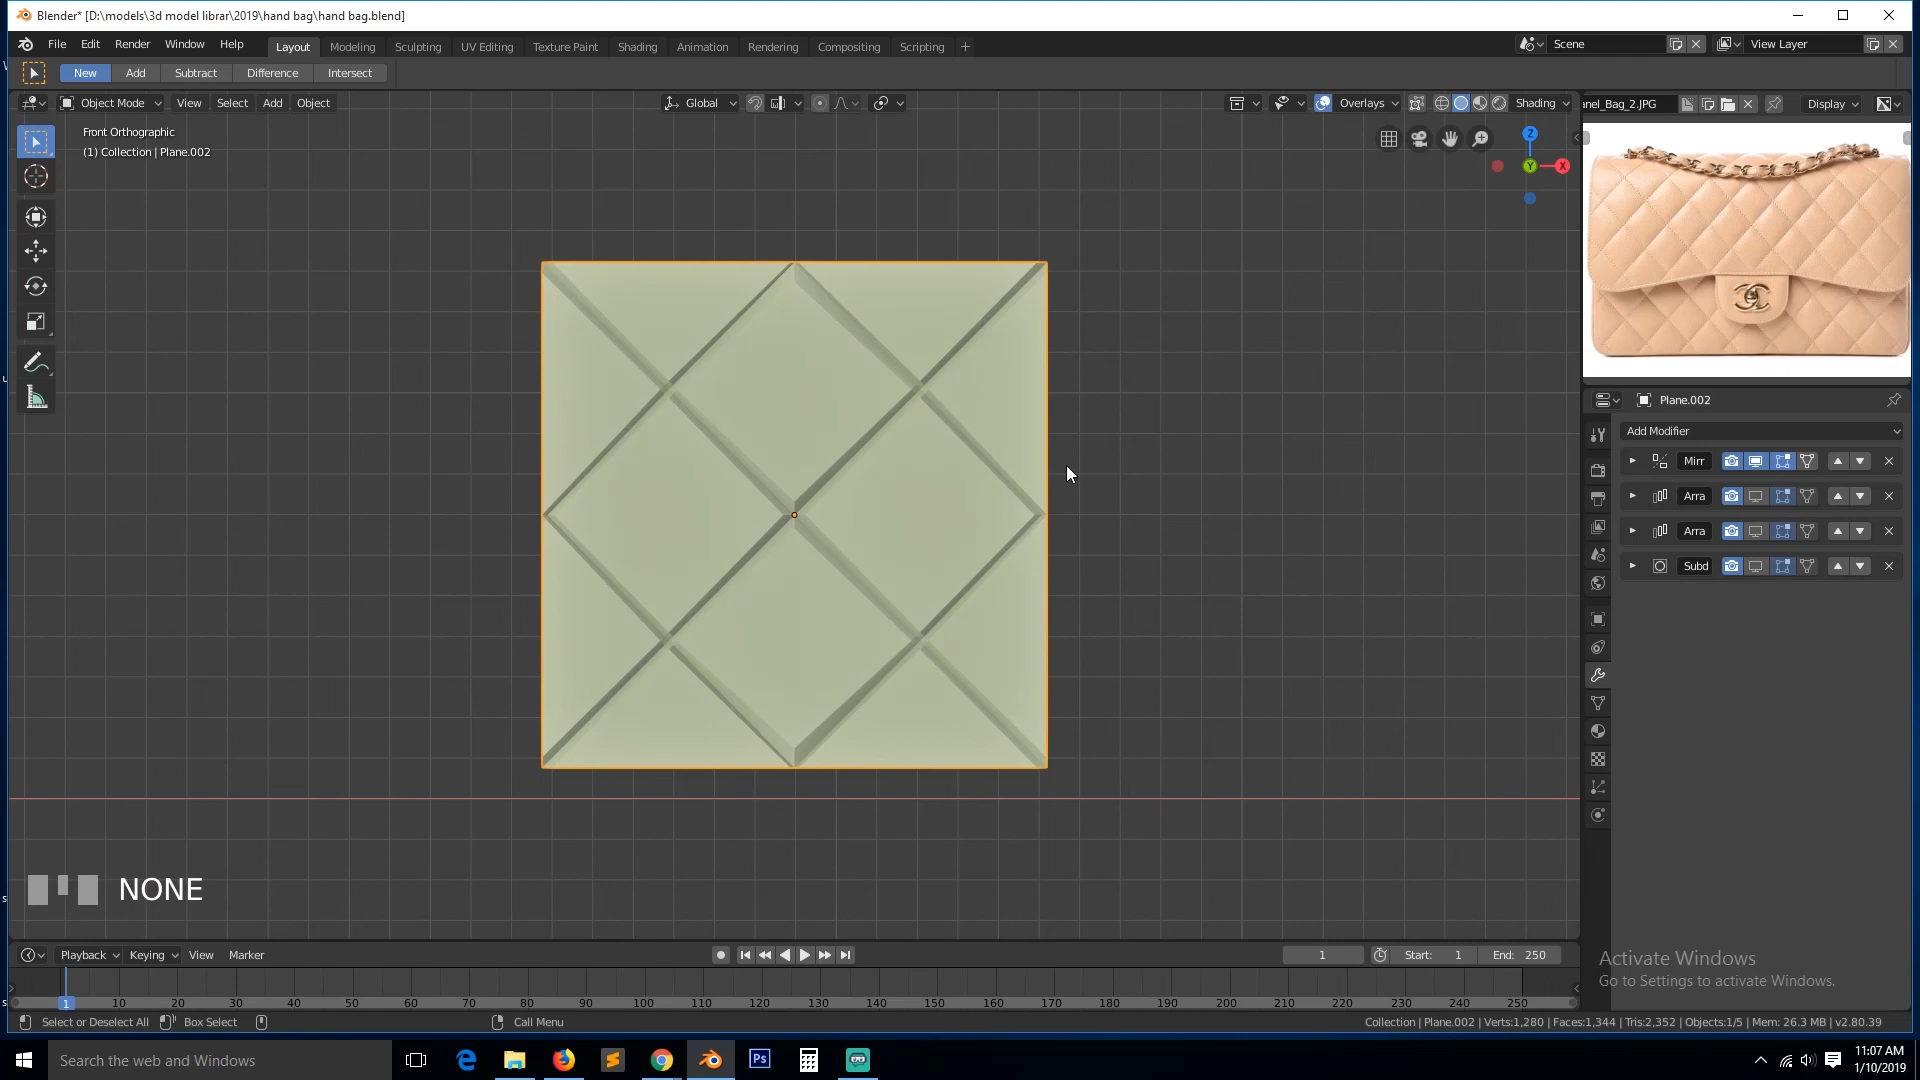 Blender* [D:\models\3d model librar\2019\hand bag\hand bag.blend]
File Edit Render Window Help Layout Modeling Sculpting UV Editing Texture Paint Shading Animation Rendering Compositing Scripting + Scene View Layer
New Add Subtract Difference Intersect
Object Mode View Select Add Object Global Overlays Shading anel_Bag_2.JPG Display
Front Orthographic
(1) Collection | Plane.002
Z
Y X
Plane.002
Add Modifier
Mirr
Arra
Arra
Subd
NONE
Playback Keying View Marker 1 Start: 1 End: 250
Activate Windows
Go to Settings to activate Windows.
1 10 20 30 40 50 60 70 80 90 100 110 120 130 140 150 160 170 180 190 200 210 220 230 240 250
Select or Deselect All Box Select Call Menu Collection | Plane.002 | Verts:1,280 | Faces:1,344 | Tris:2,352 | Objects:1/5 | Mem: 26.3 MB | v2.80.39
Search the web and Windows
Ps
11:07 AM
1/10/2019